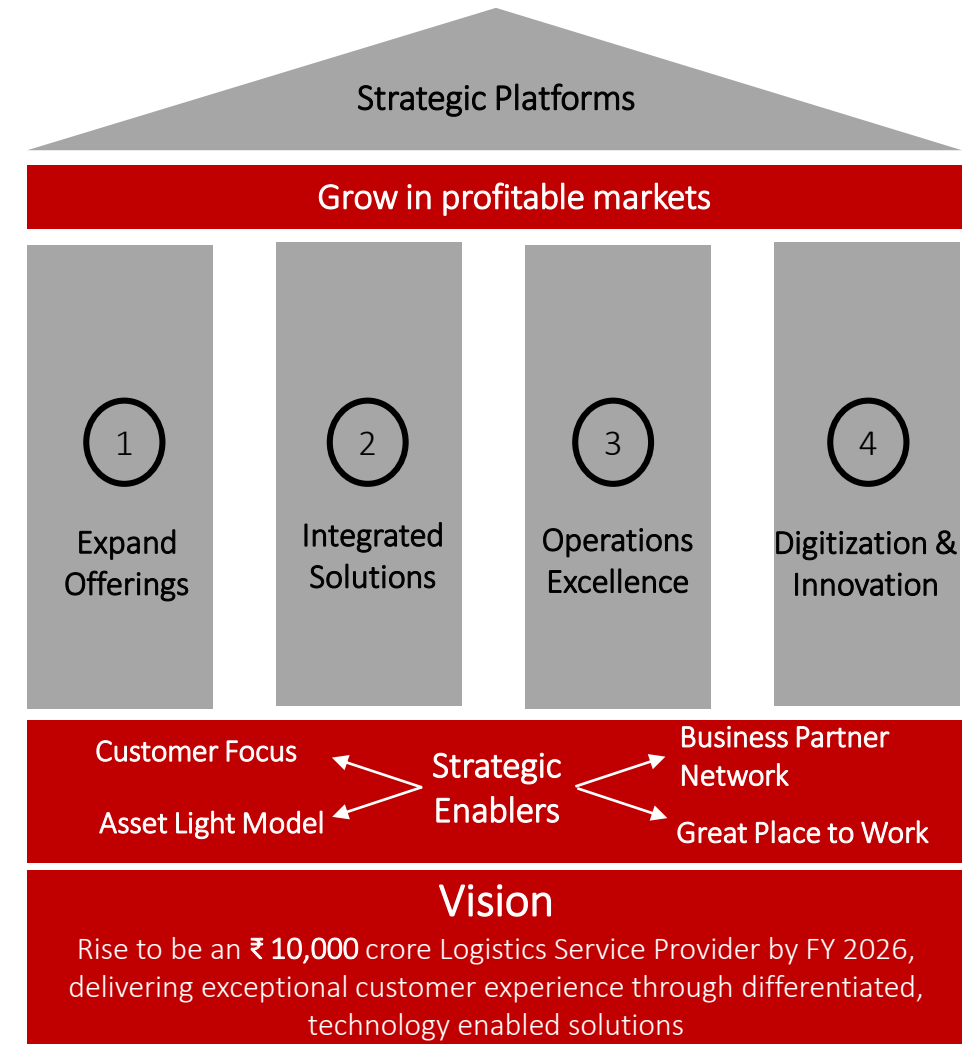 Strategic Platforms
Grow in profitable markets
1
Expand
Offerings
2
Integrated
Solutions
3
Operations
Excellence
4
Digitization &
Innovation
Customer Focus
Asset Light Model
Strategic
Enablers
Business Partner
Network
Great Place to Work
Vision
Rise to be an ₹ 10,000 crore Logistics Service Provider by FY 2026,
delivering exceptional customer experience through differentiated,
technology enabled solutions